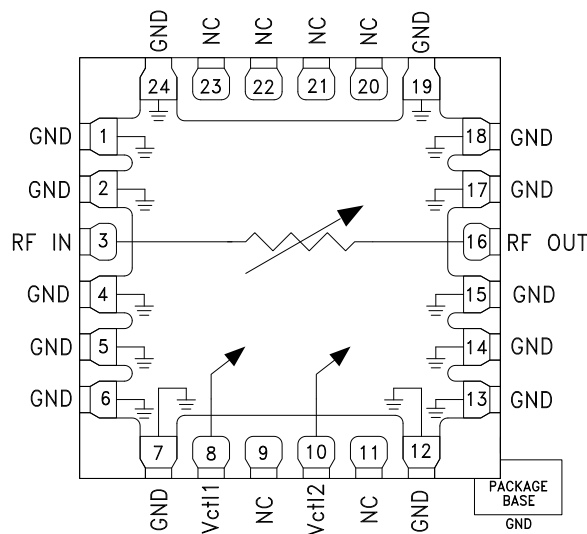 GND NC NC NC NC GND
24 23 22 21 20 19
GND 1 18 GND
GND 2 17 GND
RF IN 3 16 RF OUT
GND 4 15 GND
GND 5 14 GND
GND 6 13 GND
7 8 9 10 11 12
GND Vctl1 NC Vctl2 NC GND
PACKAGE
BASE
GND